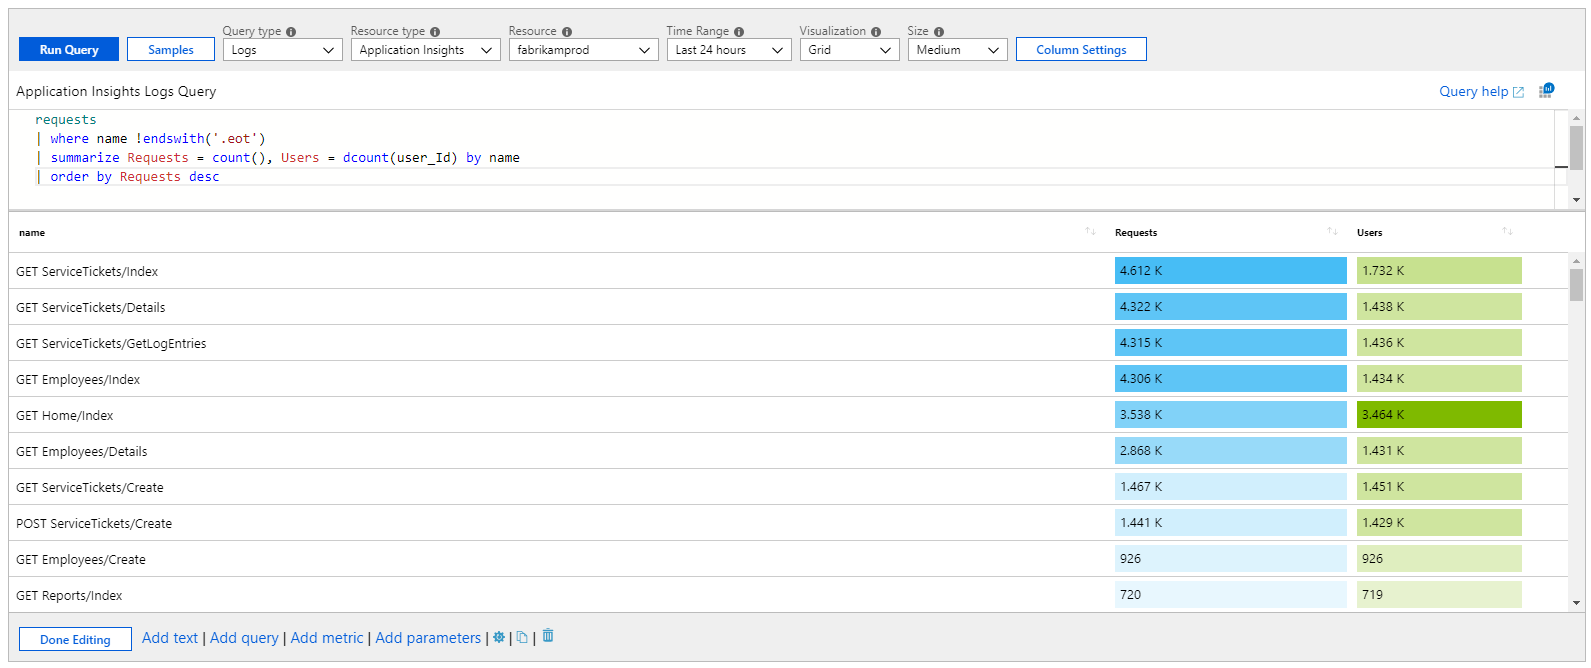 Query type
Resource type
Resource
Time Range
Visualization
Size
Run Query
Samples
Logs
Application Insights
fabrikamprod
Last 24 hours
Grid
Medium
Column Settings
Application Insights Logs Query
Query help
requests
| where name !endswith('.eot')
| summarize Requests = count(), Users = dcount(user_Id) by name
| order by Requests desc
name Requests Users
GET ServiceTickets/Index 4.612 K 1.732 K
GET ServiceTickets/Details 4.322 K 1.438 K
GET ServiceTickets/GetLogEntries 4.315 K 1.436 K
GET Employees/Index 4.306 K 1.434 K
GET Home/Index 3.538 K 3.464 K
GET Employees/Details 2.868 K 1.431 K
GET ServiceTickets/Create 1.467 K 1.451 K
POST ServiceTickets/Create 1.441 K 1.429 K
GET Employees/Create 926 926
GET Reports/Index 720 719
Done Editing Add text | Add query | Add metric | Add parameters | | |